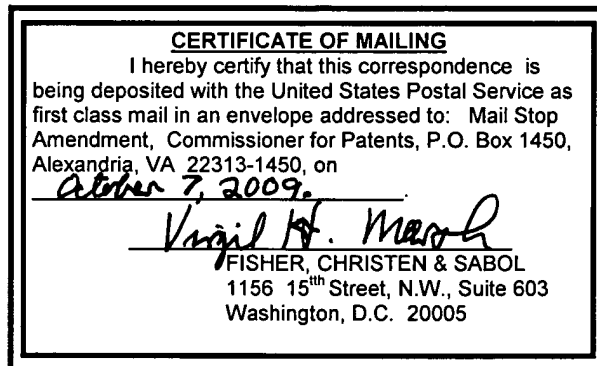 CERTIFICATE OF MAILING
I hereby certify that this correspondence is
being deposited with the United States Postal Service as
first class mail in an envelope addressed to: Mail Stop
Amendment, Commissioner for Patents, P.O. Box 1450,
Alexandria, VA 22313-1450, on
October 7, 2009.
Virgil H. Marsh
FISHER, CHRISTEN & SABOL
1156 15tth Street, N.W., Suite 603
Washington, D.C. 20005